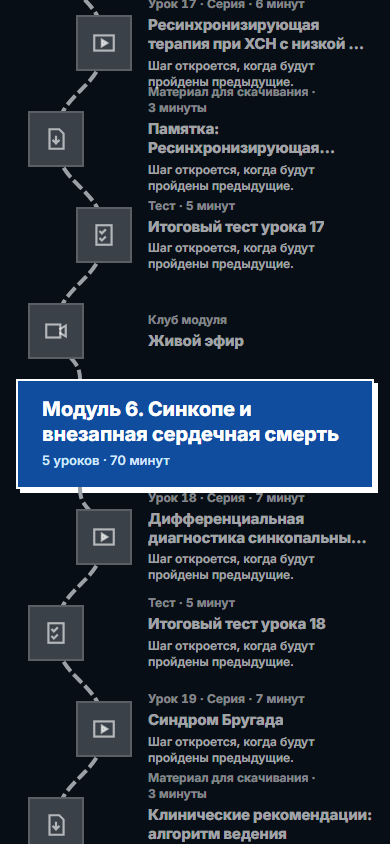 Урок 17 · Серия · 6 минут
Ресинхронизирующая
терапия при ХСН с низкой ...
Шаг откроется, когда будут
пройдены предыдущие.
Материал для скачивания ·
3 минуты
Памятка:
Ресинхронизирующая...
Шаг откроется, когда будут
пройдены предыдущие.
Тест · 5 минут
Итоговый тест урока 17
Шаг откроется, когда будут
пройдены предыдущие.
Клуб модуля
Живой эфир
Модуль 6. Синкопе и
внезапная сердечная смерть
5 уроков · 70 минут
Урок 18 · Серия · 7 минут
Дифференциальная
диагностика синкопальны...
Шаг откроется, когда будут
пройдены предыдущие.
Тест · 5 минут
Итоговый тест урока 18
Шаг откроется, когда будут
пройдены предыдущие.
Урок 19 · Серия · 7 минут
Синдром Бругада
Шаг откроется, когда будут
пройдены предыдущие.
Материал для скачивания ·
3 минуты
Клинические рекомендации:
алгоритм ведения